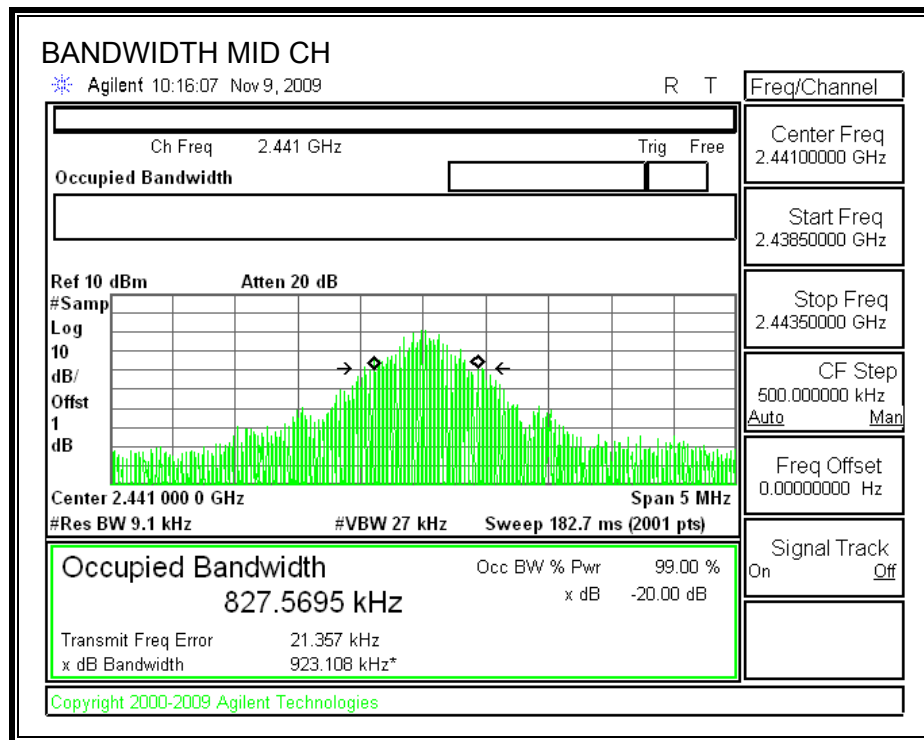 BANDWIDTH MID CH
Agilent 10:16:07 Nov 9, 2009 R T
Freq/Channel
Ch Freq 2.441 GHz Trig Free
Occupied Bandwidth
Center Freq
2.44100000 GHz
Start Freq
2.43850000 GHz
Stop Freq
2.44350000 GHz
CF Step
500.000000 kHz
Auto Man
Freq Offset
0.00000000 Hz
Signal Track
On Off
Ref 10 dBm Atten 20 dB
#Samp
Log
10
dB/
Offst
1
dB
Center 2.441 000 0 GHz Span 5 MHz
#Res BW 9.1 kHz #VBW 27 kHz Sweep 182.7 ms (2001 pts)
Occupied Bandwidth Occ BW % Pwr 99.00 %
827.5695 kHz x dB -20.00 dB
Transmit Freq Error 21.357 kHz
x dB Bandwidth 923.108 kHz*
Copyright 2000-2009 Agilent Technologies